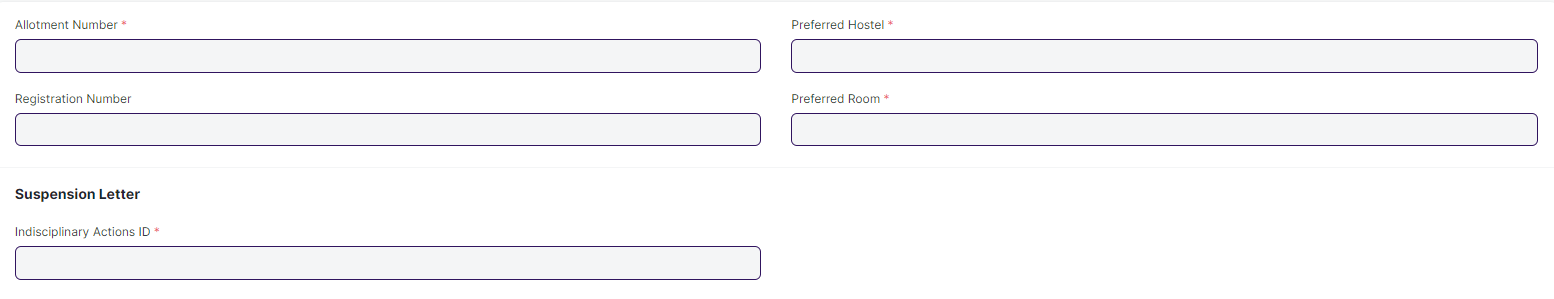 Allotment Number *
Preferred Hostel *
Registration Number
Preferred Room *
Suspension Letter
Indisciplinary Actions ID *